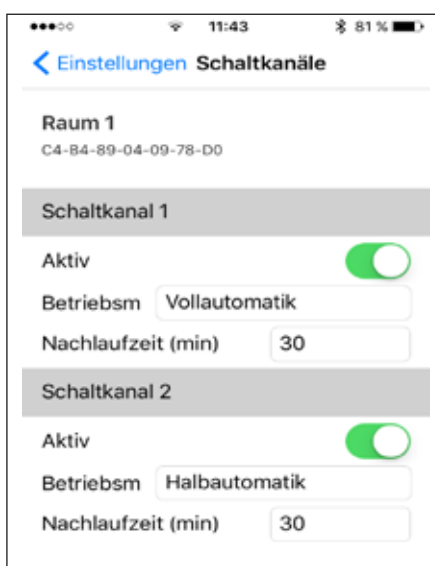 11:43 81 %
Einstellungen Schaltkanäle
Raum 1
C4-B4-89-04-09-78-D0
Schaltkanal 1
Aktiv
Betriebsm Vollautomatik
Nachlaufzeit (min) 30
Schaltkanal 2
Aktiv
Betriebsm Halbautomatik
Nachlaufzeit (min) 30